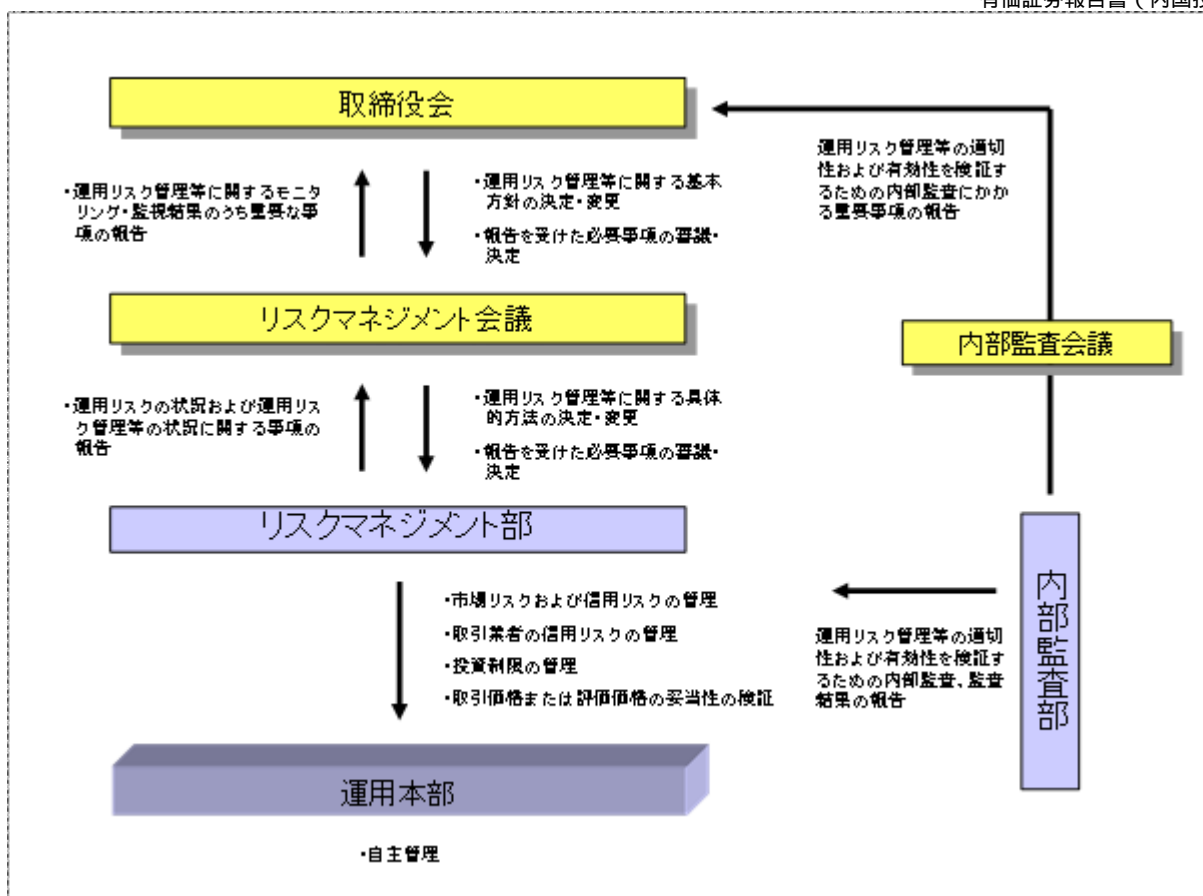 有価証券報告書(内国投
取締役会
・運用リスク管理等に関するモニタ
リング・監視結果のうち重要な事
項の報告
・運用リスク管理等に関する基本
方針の決定・変更
・報告を受けた必要事項の審議・
決定
運用リスク管理等の適切
性および有効性を検証す
るための内部監査にかか
る重要事項の報告
リスクマネジメント会議
内部監査会議
・運用リスクの状況および運用リス
ク管理等の状況に関する事項の
報告
・運用リスク管理等に関する具体
的方法の決定・変更
・報告を受けた必要事項の審議・
決定
リスクマネジメント部
・市場リスクおよび信用リスクの管理
・取引業者の信用リスクの管理
・投資制限の管理
・取引価格または評価価格の妥当性の検証
運用リスク管理等の適切
性および有効性を検証す
るための内部監査、監査
結果の報告
内部監査部
運用本部
・自主管理